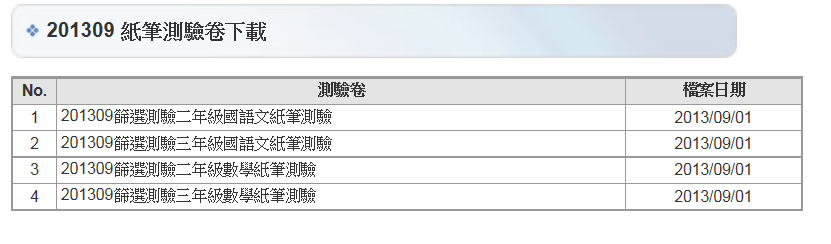 201309 紙筆測驗卷下載
No. 測驗卷 檔案日期
1 201309篩選測驗二年級國語文紙筆測驗 2013/09/01
2 201309篩選測驗三年級國語文紙筆測驗 2013/09/01
3 201309篩選測驗二年級數學紙筆測驗 2013/09/01
4 201309篩選測驗三年級數學紙筆測驗 2013/09/01